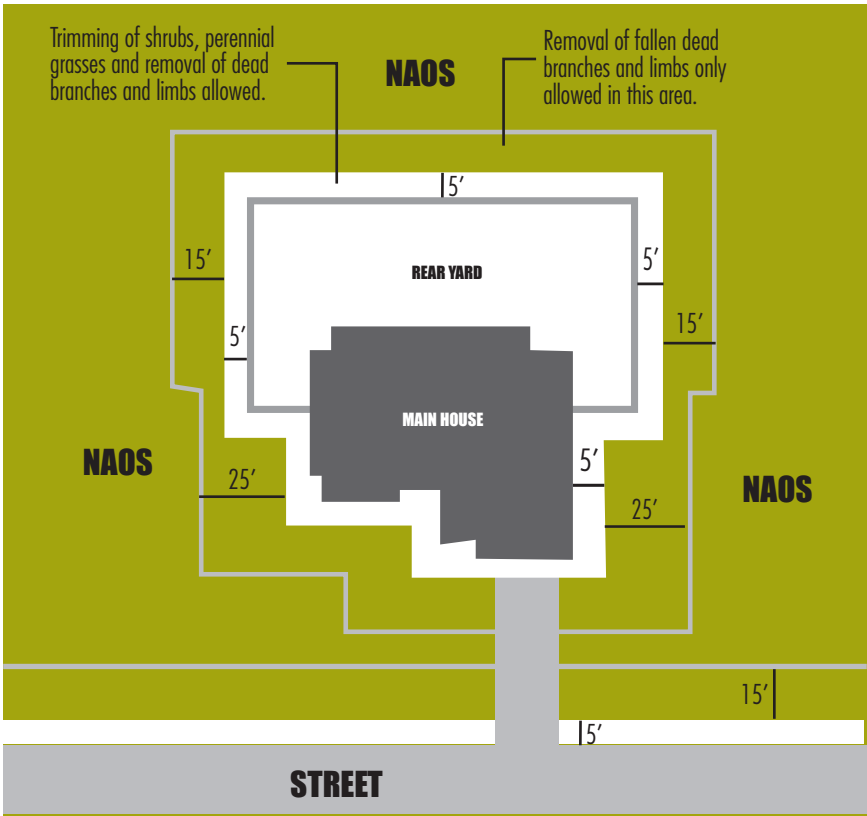 Trimming of shrubs, perennial
grasses and removal of dead
branches and limbs allowed.
NAOS
Removal of fallen dead
branches and limbs only
allowed in this area.
5′
15′
REAR YARD
5′
5′
15′
MAIN HOUSE
NAOS
25′
5′
NAOS
25′
15′
5′
STREET